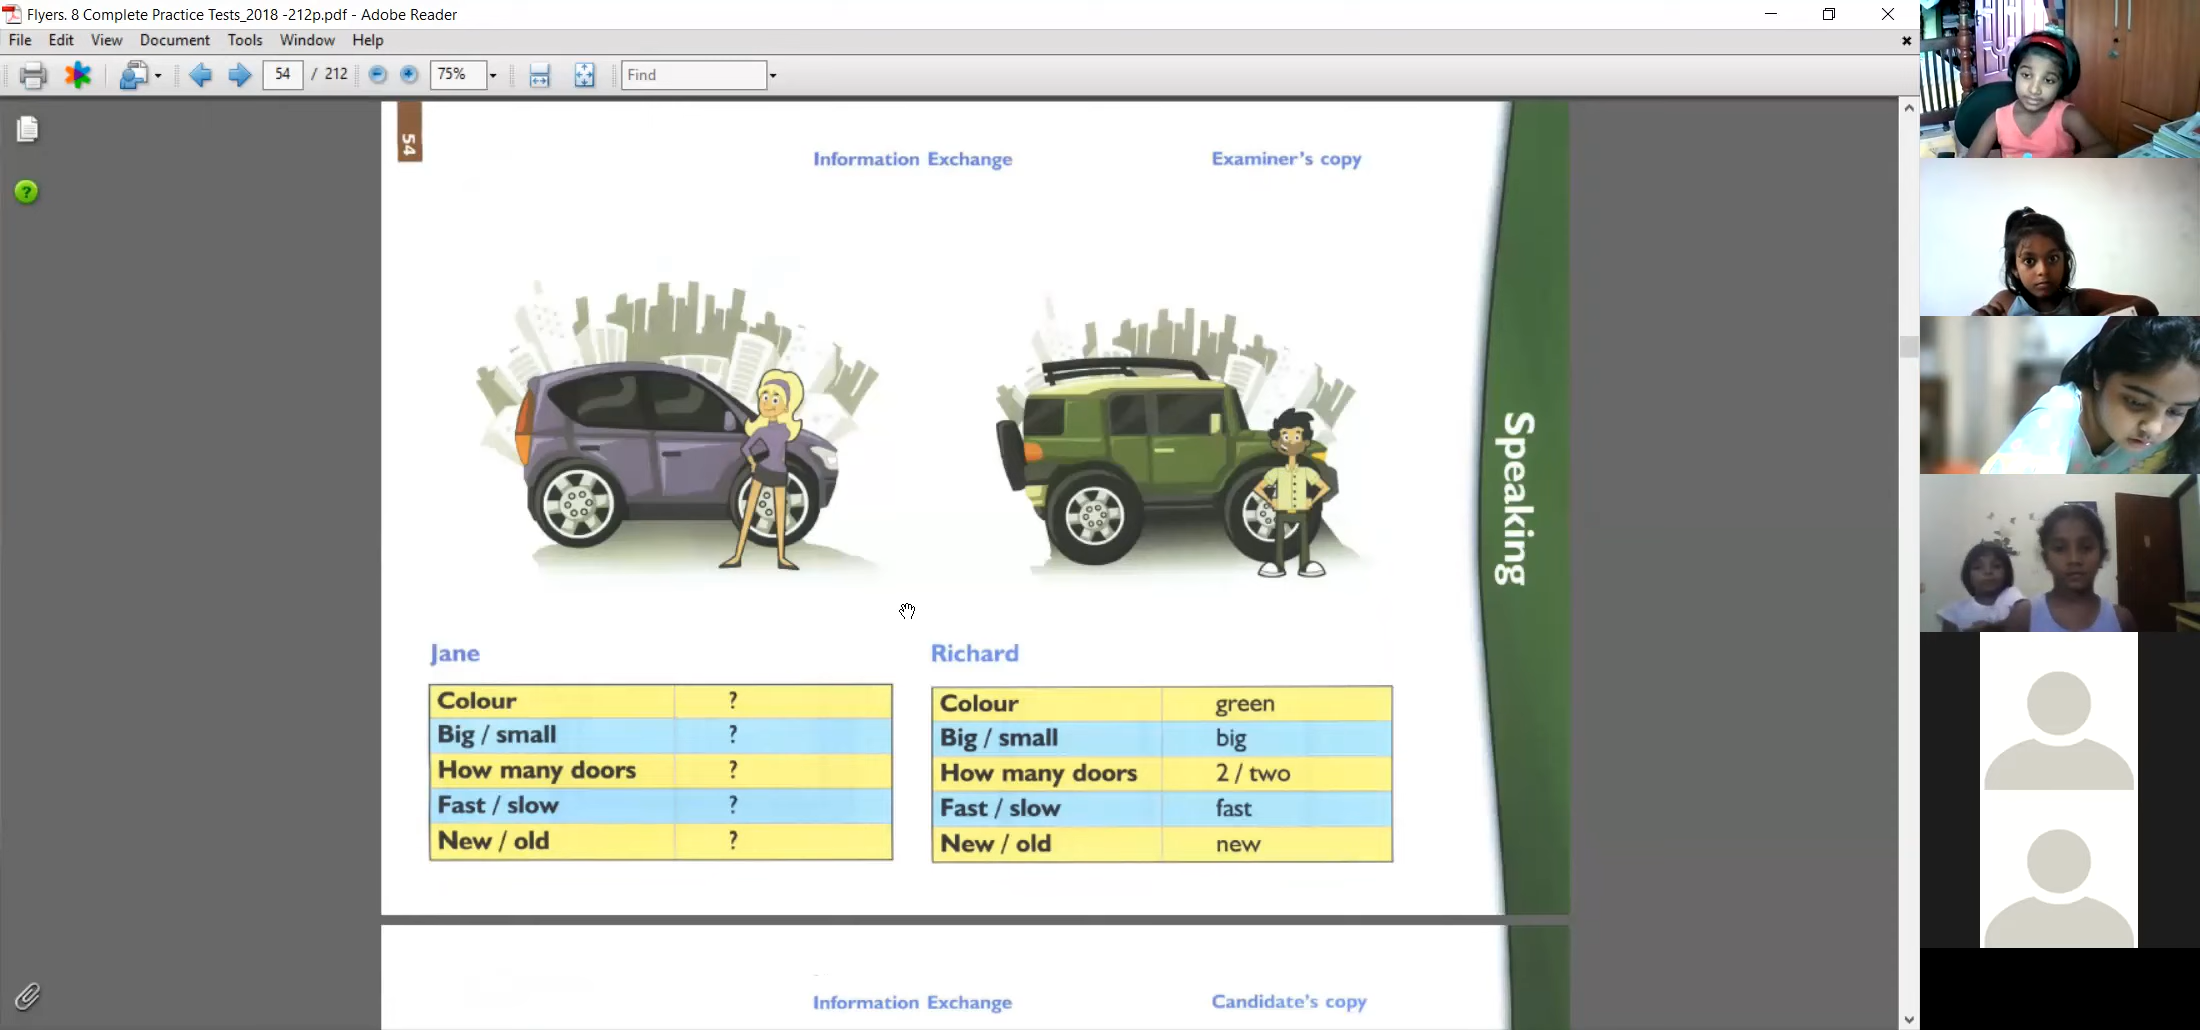 Flyers. 8 Complete Practice Tests_2018 -212p.pdf - Adobe Reader
File Edit View Document Tools Window Help
54 / 212 75% Find
54
Information Exchange Examiner's copy
Speaking
Jane
Colour ?
Big / small ?
How many doors ?
Fast / slow ?
New / old ?
Richard
Colour green
Big / small big
How many doors 2 / two
Fast / slow fast
New / old new
Information Exchange Candidate's copy